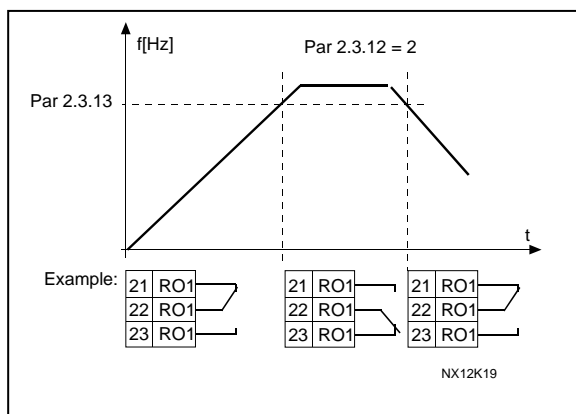 f[Hz]
Par 2.3.12 = 2
Par 2.3.13
t
Example:
21 RO1
22 RO1
23 RO1
21 RO1
22 RO1
23 RO1
21 RO1
22 RO1
23 RO1
NX12K19